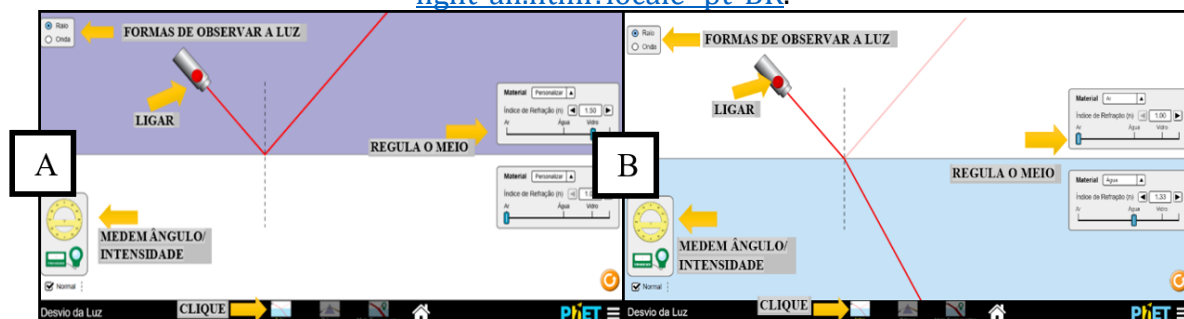 light-all.html?locale=pt_BR.
Raio
Onda
FORMAS DE OBSERVAR A LUZ
LIGAR
Material Personalizar
Índice de Refração (n) 1.50
Ar Água Vidro
REGULA O MEIO
A
Material Personalizar
Índice de Refração (n)
Ar Água Vidro
MEDEM ÂNGULO/
INTENSIDADE
Normal
Desvio da Luz
CLIQUE
PhET
Raio
Onda
FORMAS DE OBSERVAR A LUZ
LIGAR
Material Ar
Índice de Refração (n) 1.00
Ar Água Vidro
B
REGULA O MEIO
Material Água
Índice de Refração (n) 1.33
Ar Água Vidro
MEDEM ÂNGULO/
INTENSIDADE
Normal
Desvio da Luz
CLIQUE
PhET